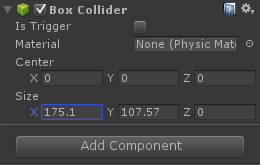 Box Collider
Is Trigger
Material None (Physic Mate
Center
X 0 Y 0 Z 0
Size
X 175.1 Y 107.57 Z 0
Add Component